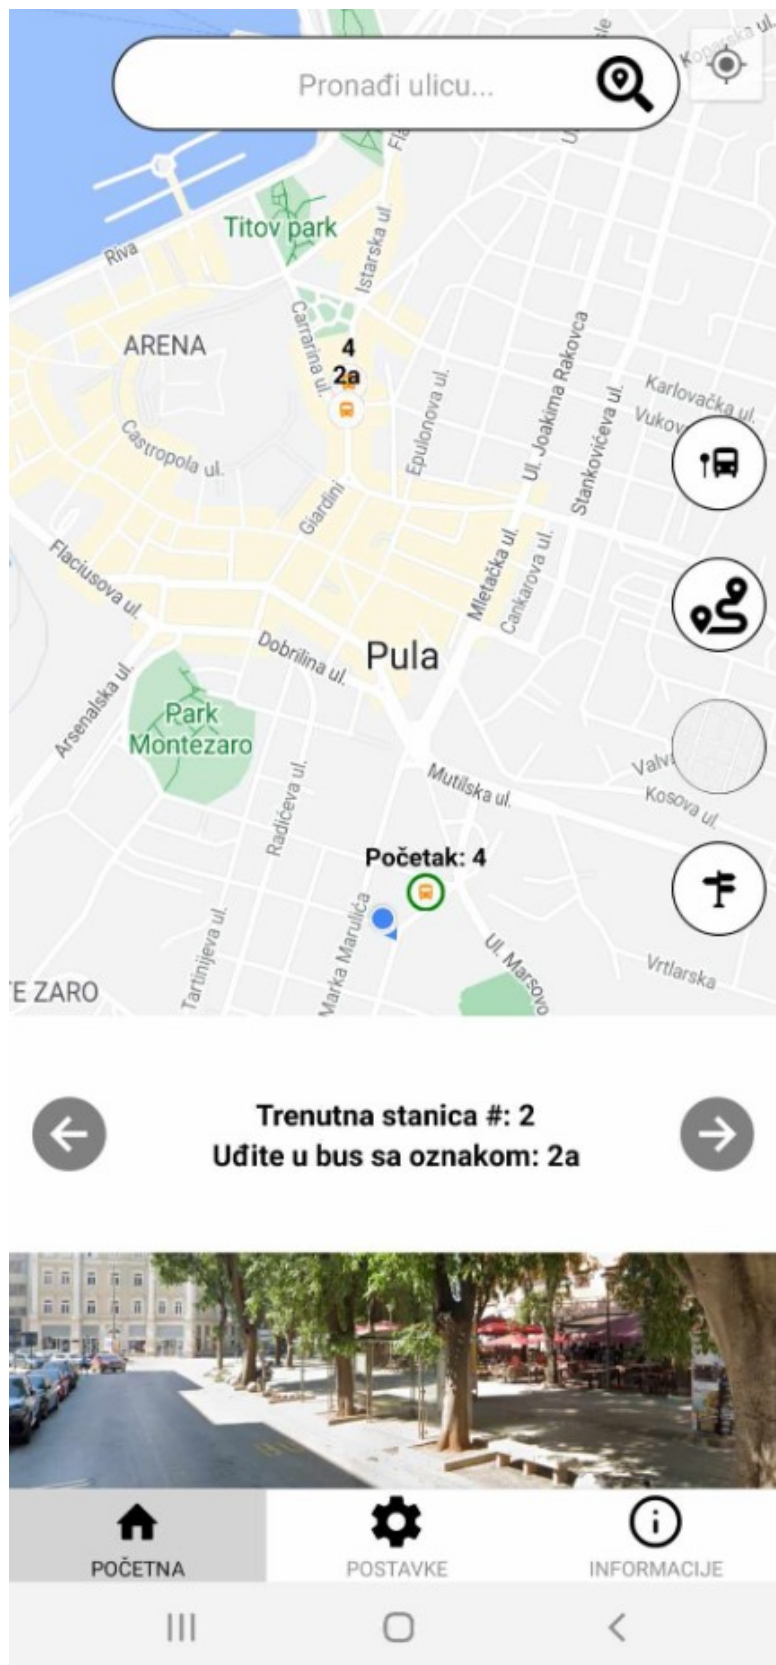 Koparska ul.
Pronađi ulicu...
Titov park
Riva
Istarska ul.
ARENA
Carrarina ul.
4
2a
Ul. Joakima Rakovca
Karlovačka ul.
Epulonova ul.
Stankovićeva ul.
Castropola ul.
Giardini
Flaciusova ul.
Mletačka ul.
Cankarova ul.
Dobrilina ul.
Pula
Arsenalska ul.
Park
Montezaro
Mutilska ul.
Kosova ul.
Radićeva ul.
Početak: 4
Marka Marulića
Tartinijeva ul.
Ul. Marsovo
Vrtlarska
E ZARO
Trenutna stanica #: 2
Uđite u bus sa oznakom: 2a
POČETNA
POSTAVKE
INFORMACIJE